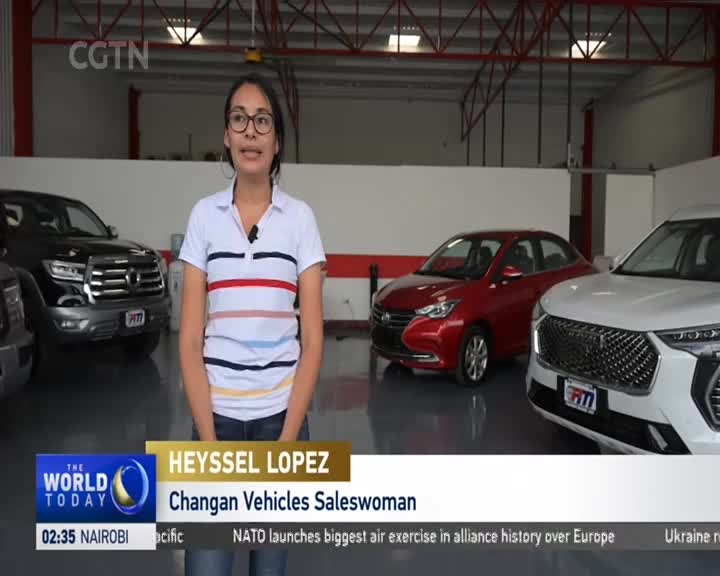 CGTN
HEYSSEL LOPEZ
THE
WORLD
TODAY
Changan Vehicles Saleswoman
02:35 NAIROBI
acific NATO launches biggest air exercise in alliance history over Europe Ukraine r